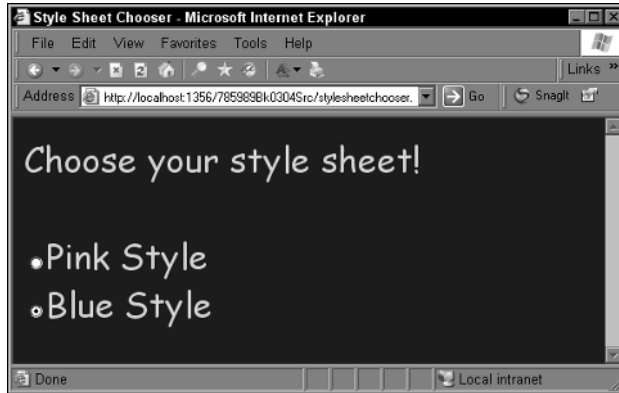 Style Sheet Chooser - Microsoft Internet Explorer
File Edit View Favorites Tools Help
Links »
Address http://localhost:1356/785989Bk0304Src/stylesheetchooser. Go SnagIt
Choose your style sheet!
Pink Style
Blue Style
Done Local intranet